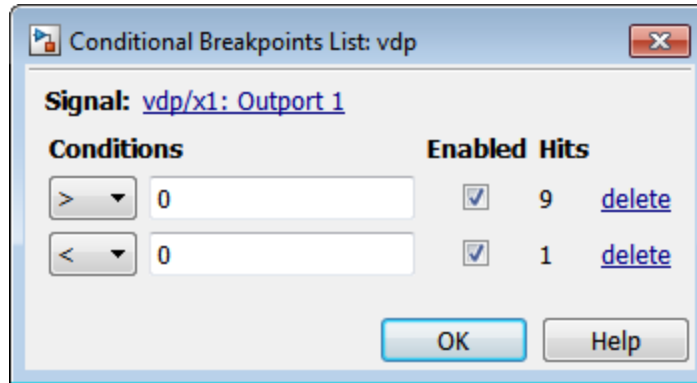 Conditional Breakpoints List: vdp
Signal: vdp/x1: Outport 1
Conditions Enabled Hits
> 0 9 delete
< 0 1 delete
OK Help